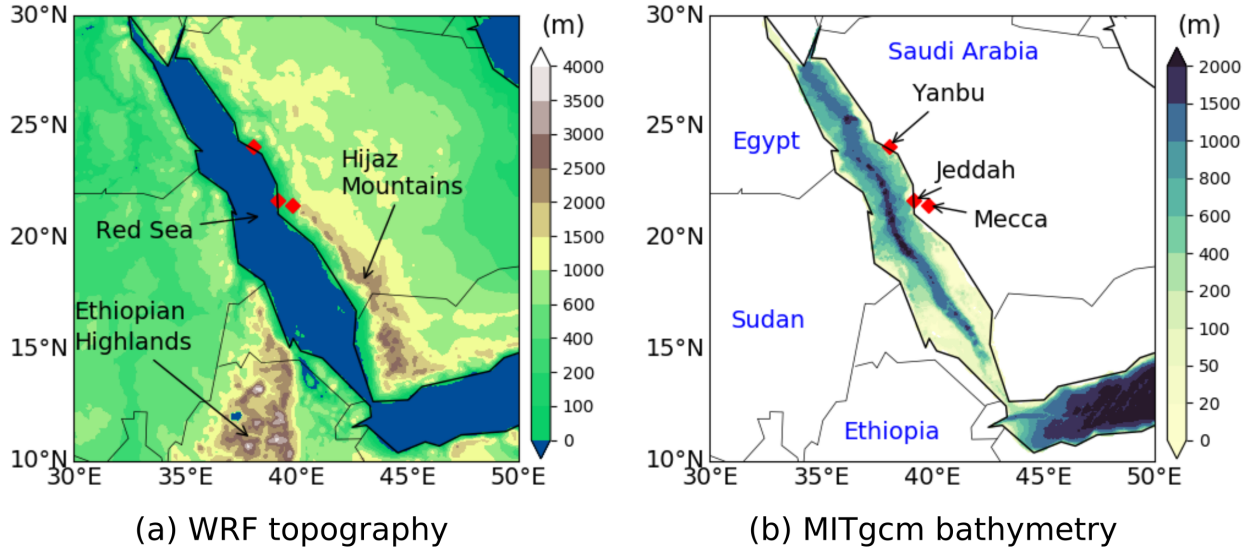 30°N
25°N
20°N
15°N
10°N
30°E
35°E
40°E
45°E
50°E
Hijaz
Mountains
Red Sea
Ethiopian
Highlands
(m)
4000
3500
3000
2500
2000
1500
1000
600
400
200
100
0
(a) WRF topography
30°N
25°N
20°N
15°N
10°N
30°E
35°E
40°E
45°E
50°E
Saudi Arabia
Yanbu
Egypt
Jeddah
Mecca
Sudan
Ethiopia
(m)
2000
1500
1000
800
600
400
200
100
50
20
0
(b) MITgcm bathymetry